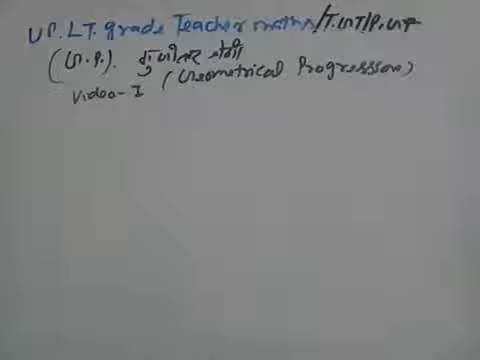 UP. LT. grade Teacher maths/T.GT/P.GT
(G.P). गुणोत्तर श्रेणी
(Geometrical Progression)
Video-I